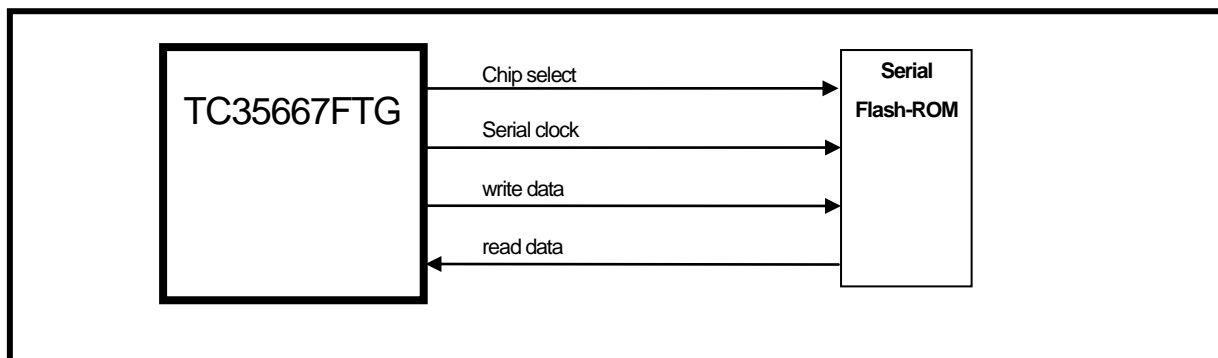 TC35667FTG
Chip select
Serial clock
write data
read data
Serial
Flash-ROM